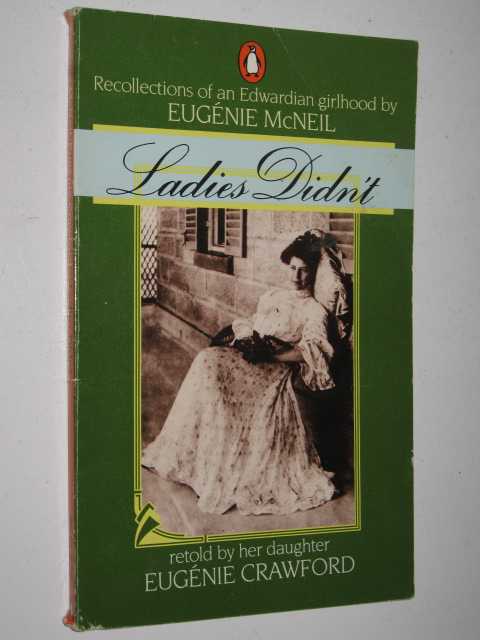 Recollections of an Edwardian girlhood by
EUGÉNIE McNEIL
Ladies Didn't
retold by her daughter
EUGÉNIE CRAWFORD